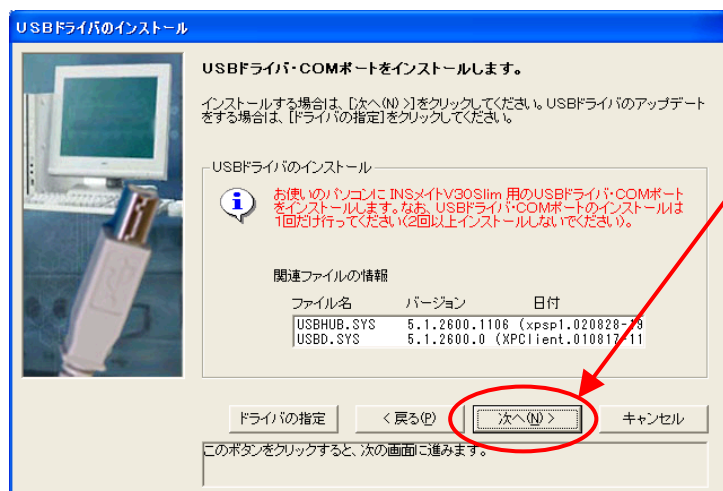 USBドライバのインストール
USBドライバ・COMポートをインストールします。
インストールする場合は、[次へ(N) >]をクリックしてください。USBドライバのアップデート
をする場合は、[ドライバの指定]をクリックしてください。
USBドライバのインストール
お使いのパソコンに INSメイトV30Slim 用のUSBドライバ・COMポート
をインストールします。なお、USBドライバ・COMポートのインストールは
1回だけ行ってください(2回以上インストールしないでください)。
関連ファイルの情報
ファイル名 バージョン 日付
USBHUB.SYS 5.1.2600.1106 (xpsp1.020828-19
USBD.SYS 5.1.2600.0 (XPClient.010817-11
ドライバの指定 < 戻る(P) 次へ(N) > キャンセル
このボタンをクリックすると、次の画面に進みます。